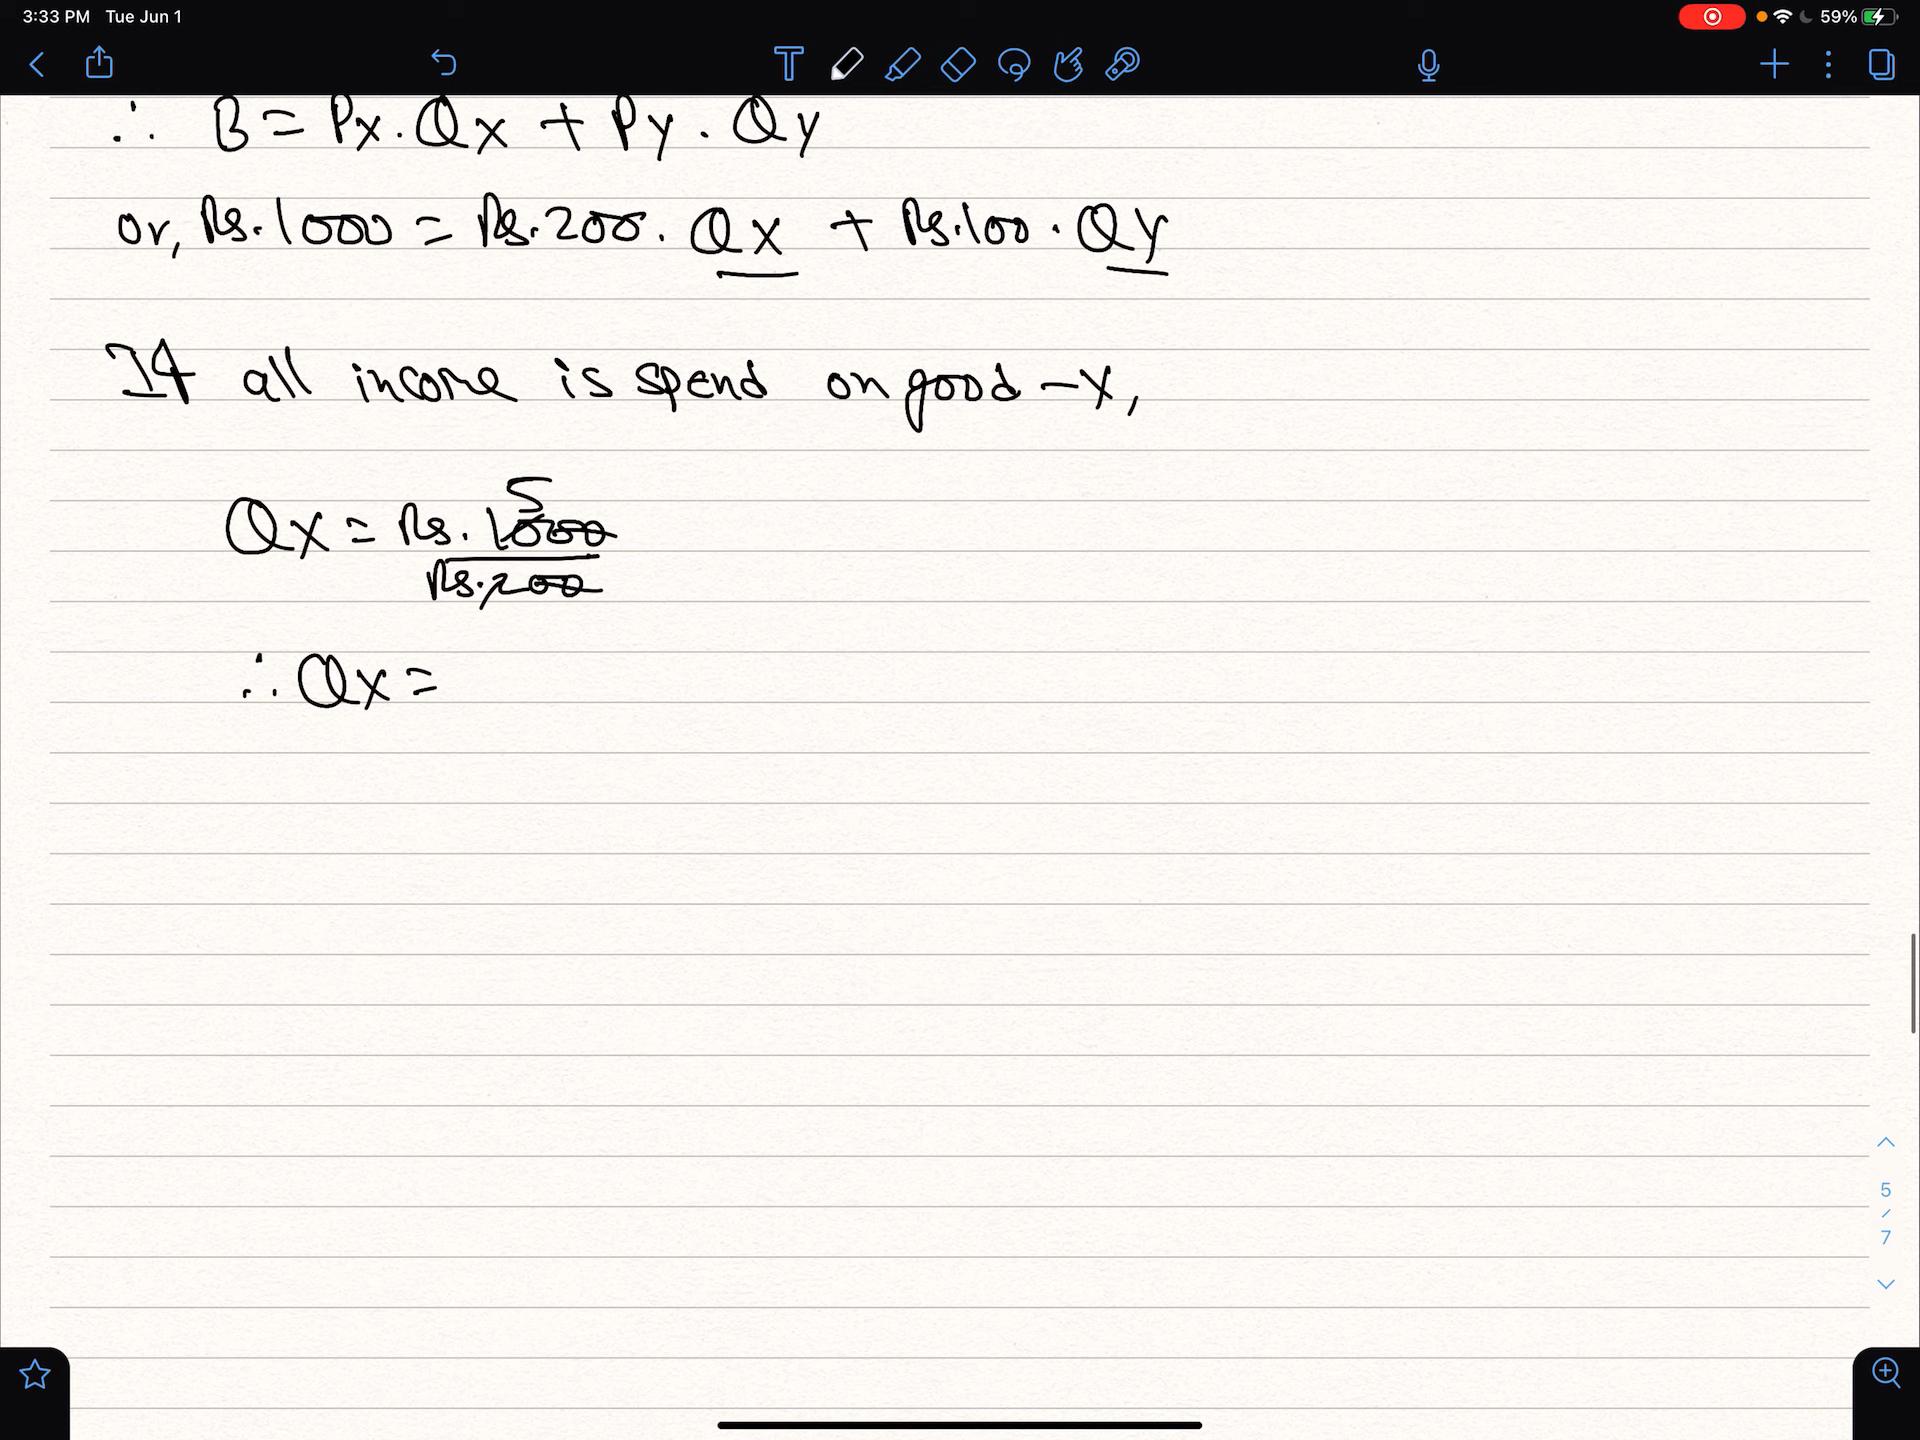 3:33 PM Tue Jun 1 59%
∴ B = Px . Qx + Py . Qy
or, Rs. 1000 = Rs. 200 . Qx + Rs. 100 . Qy
If all income is spend on good - X,
5
Qx = Rs. 1000
Rs. 200
∴ Qx =
5
/
7